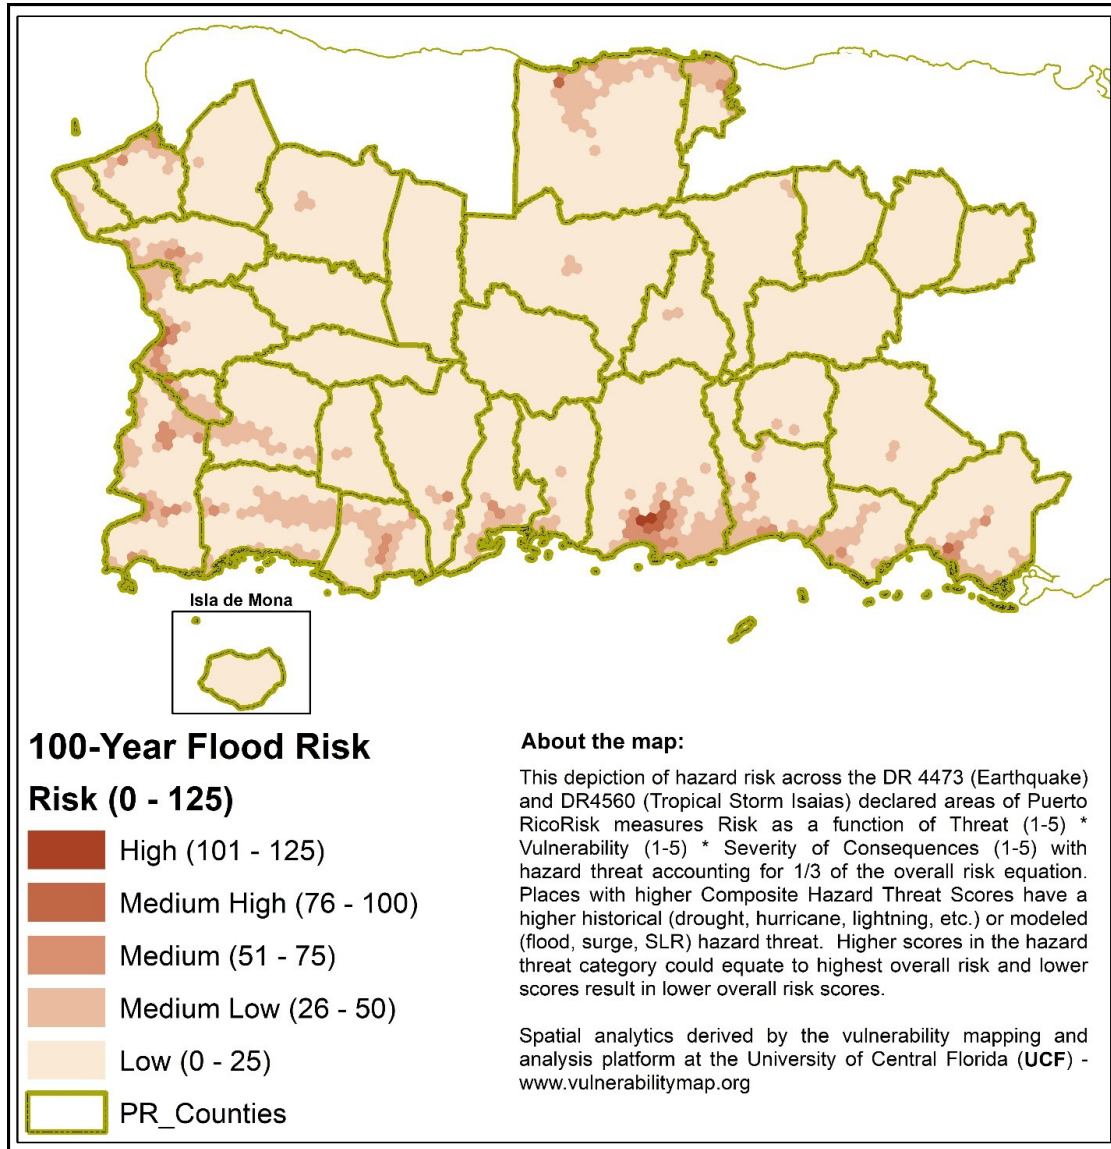 Isla de Mona
100-Year Flood Risk
Risk (0 - 125)
High (101 - 125)
Medium High (76 - 100)
Medium (51 - 75)
Medium Low (26 - 50)
Low (0 - 25)
PR_Counties
About the map:
This depiction of hazard risk across the DR 4473 (Earthquake)
and DR4560 (Tropical Storm Isaias) declared areas of Puerto
RicoRisk measures Risk as a function of Threat (1-5) *
Vulnerability (1-5) * Severity of Consequences (1-5) with
hazard threat accounting for 1/3 of the overall risk equation.
Places with higher Composite Hazard Threat Scores have a
higher historical (drought, hurricane, lightning, etc.) or modeled
(flood, surge, SLR) hazard threat. Higher scores in the hazard
threat category could equate to highest overall risk and lower
scores result in lower overall risk scores.
Spatial analytics derived by the vulnerability mapping and
analysis platform at the University of Central Florida (UCF) -
www.vulnerabilitymap.org